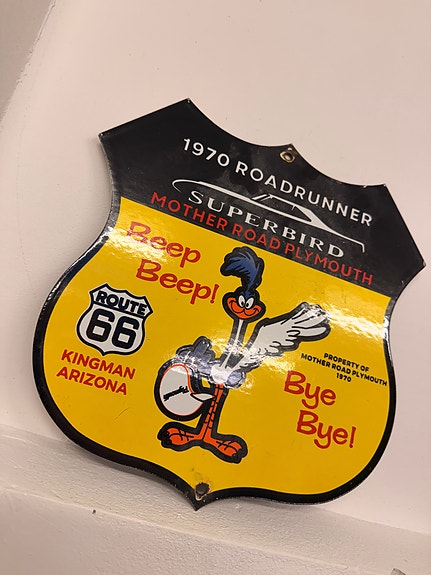 1970 ROADRUNNER
SUPERBIRD
MOTHER ROAD PLYMOUTH
Beep
Beep!
ROUTE
66
KINGMAN
ARIZONA
PROPERTY OF
MOTHER ROAD PLYMOUTH
1970
Bye
Bye!